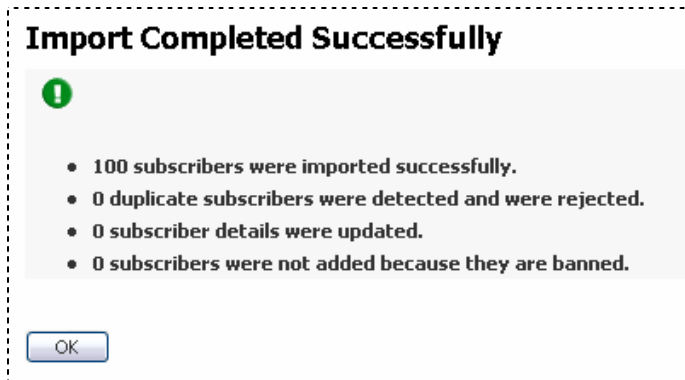 Import Completed Successfully
100 subscribers were imported successfully.
0 duplicate subscribers were detected and were rejected.
0 subscriber details were updated.
0 subscribers were not added because they are banned.
OK